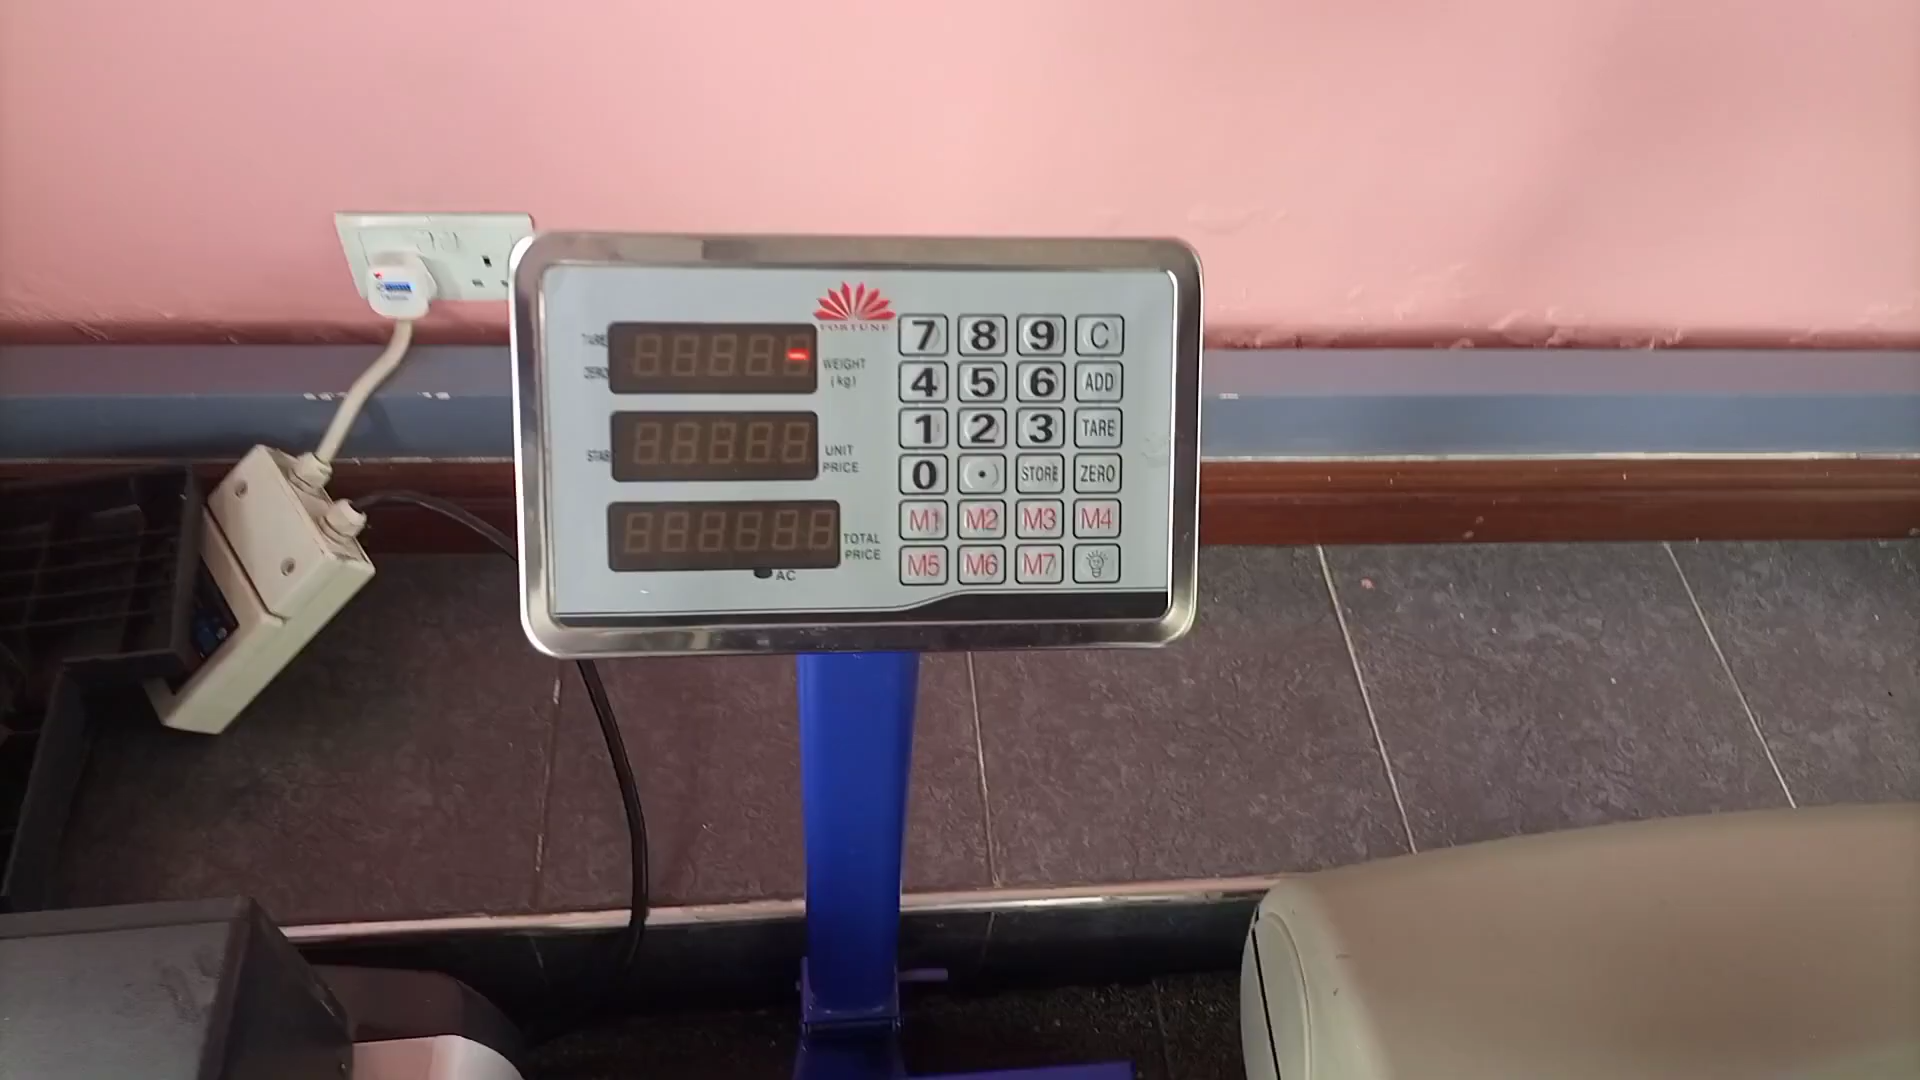 FORTUNE
TARE
ZERO
WEIGHT
(kg)
STAB
UNIT
PRICE
TOTAL
PRICE
AC
7 8 9 C
4 5 6 ADD
1 2 3 TARE
0 • STORE ZERO
M1 M2 M3 M4
M5 M6 M7